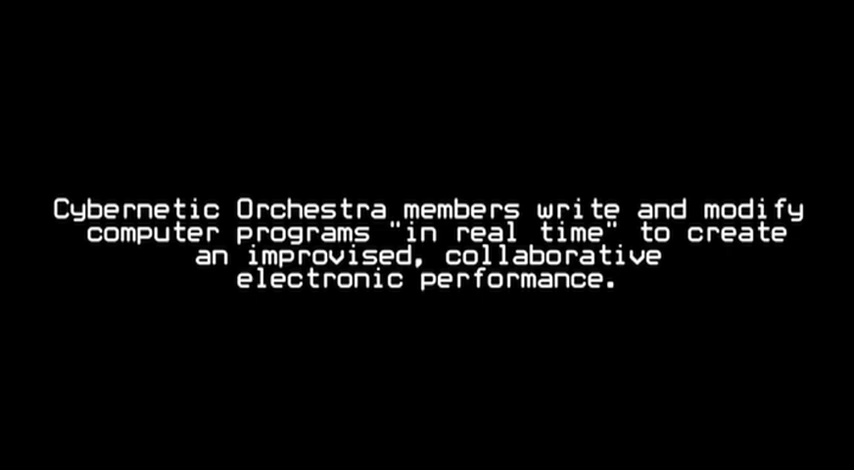 Cybernetic Orchestra members write and modify
computer programs "in real time" to create
an improvised, collaborative
electronic performance.